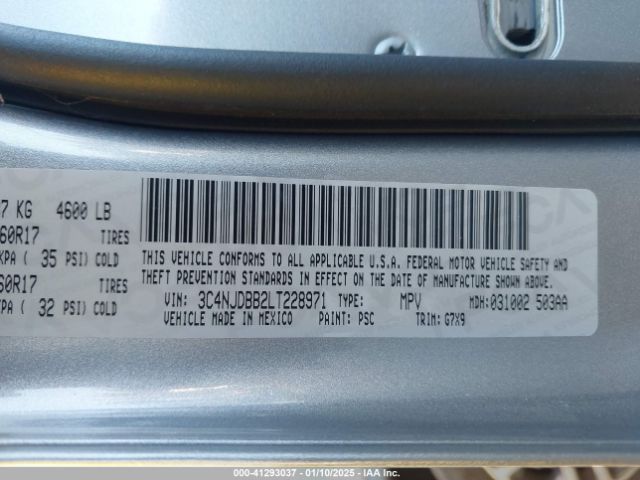 7 KG 4600 LB
60R17 TIRES
KPA ( 35 PSI) COLD
60R17 TIRES
KPA ( 32 PSI) COLD
THIS VEHICLE CONFORMS TO ALL APPLICABLE U.S.A. FEDERAL MOTOR VEHICLE SAFETY AND
THEFT PREVENTION STANDARDS IN EFFECT ON THE DATE OF MANUFACTURE SHOWN ABOVE.
VIN: 3C4NJDBB2LT228971 TYPE: MPV MDH: 031002 503AA
VEHICLE MADE IN MEXICO PAINT: PSC TRIM: G7X9
000-41293037 - 01/10/2025 - IAA Inc.